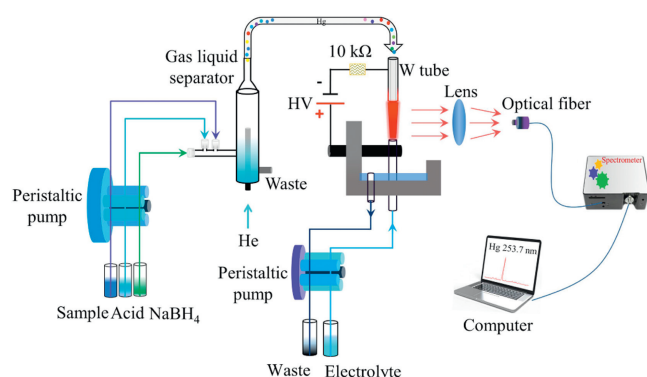 Hg
Gas liquid
separator
10 kΩ
-
HV
+
W tube
Lens
Optical fiber
Spectrometer
Peristaltic
pump
Waste
He
Sample Acid NaBH₄
Peristaltic
pump
Waste
Electrolyte
Hg 253.7 nm
Computer